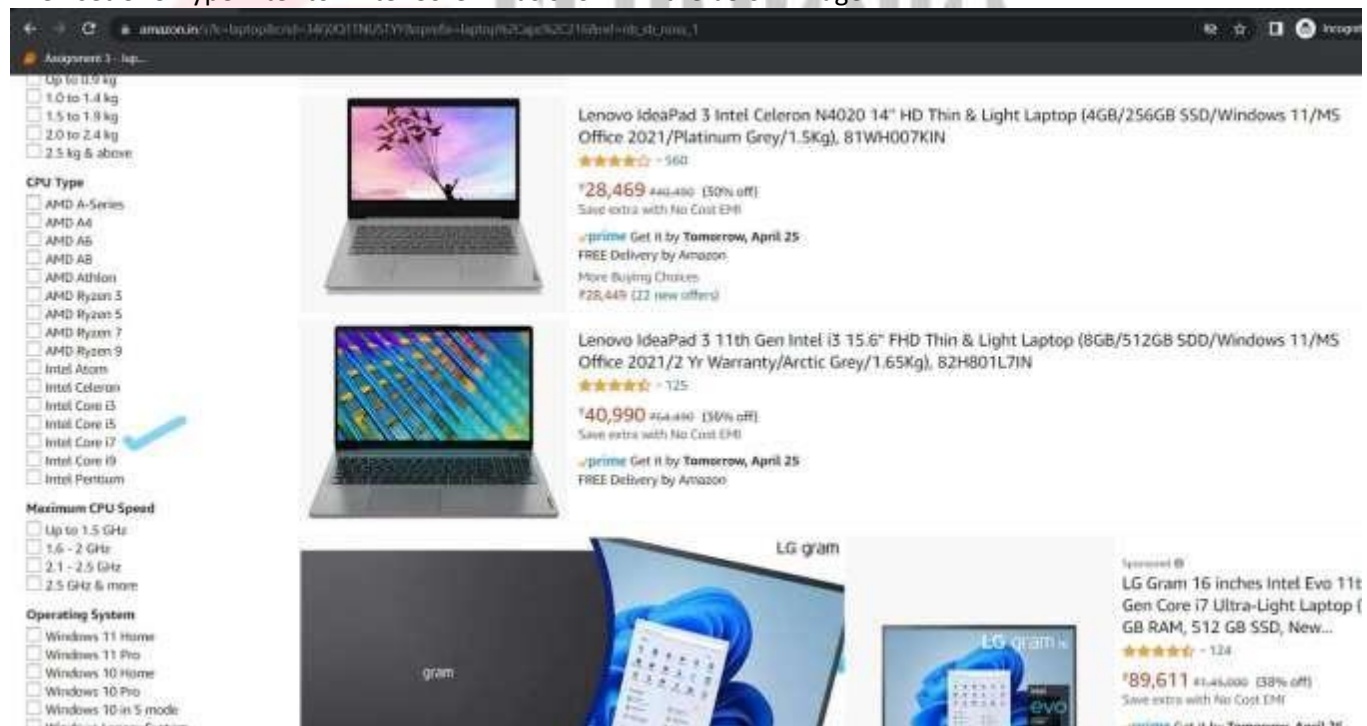 amazon.in
Assignment 3 - Jup...
Up to 0.9 kg
1.0 to 1.4 kg
1.5 to 1.9 kg
2.0 to 2.4 kg
2.5 kg & above
CPU Type
AMD A-Series
AMD A4
AMD A6
AMD A8
AMD Athlon
AMD Ryzen 3
AMD Ryzen 5
AMD Ryzen 7
AMD Ryzen 9
Intel Atom
Intel Celeron
Intel Core i3
Intel Core i5
Intel Core i7
Intel Core i9
Intel Pentium
Maximum CPU Speed
Up to 1.5 GHz
1.6 - 2 GHz
2.1 - 2.5 GHz
2.5 GHz & more
Operating System
Windows 11 Home
Windows 11 Pro
Windows 10 Home
Windows 10 Pro
Windows 10 in S mode
Lenovo IdeaPad 3 Intel Celeron N4020 14" HD Thin & Light Laptop (4GB/256GB SSD/Windows 11/MS
Office 2021/Platinum Grey/1.5Kg), 81WH007KIN
560
₹28,469 (30% off)
Save extra with No Cost EMI
prime Get it by Tomorrow, April 25
FREE Delivery by Amazon
More Buying Choices
₹28,449 (22 new offers)
Lenovo IdeaPad 3 11th Gen Intel i3 15.6" FHD Thin & Light Laptop (8GB/512GB SDD/Windows 11/MS
Office 2021/2 Yr Warranty/Arctic Grey/1.65Kg), 82H801L7IN
125
₹40,990 (36% off)
Save extra with No Cost EMI
prime Get it by Tomorrow, April 25
FREE Delivery by Amazon
LG gram
gram
LG gram
evo
Sponsored
LG Gram 16 inches Intel Evo 11t
Gen Core i7 Ultra-Light Laptop (
GB RAM, 512 GB SSD, New...
124
₹89,611 ₹1,45,000 (38% off)
Save extra with No Cost EMI
prime Get it by Tomorrow, April 25